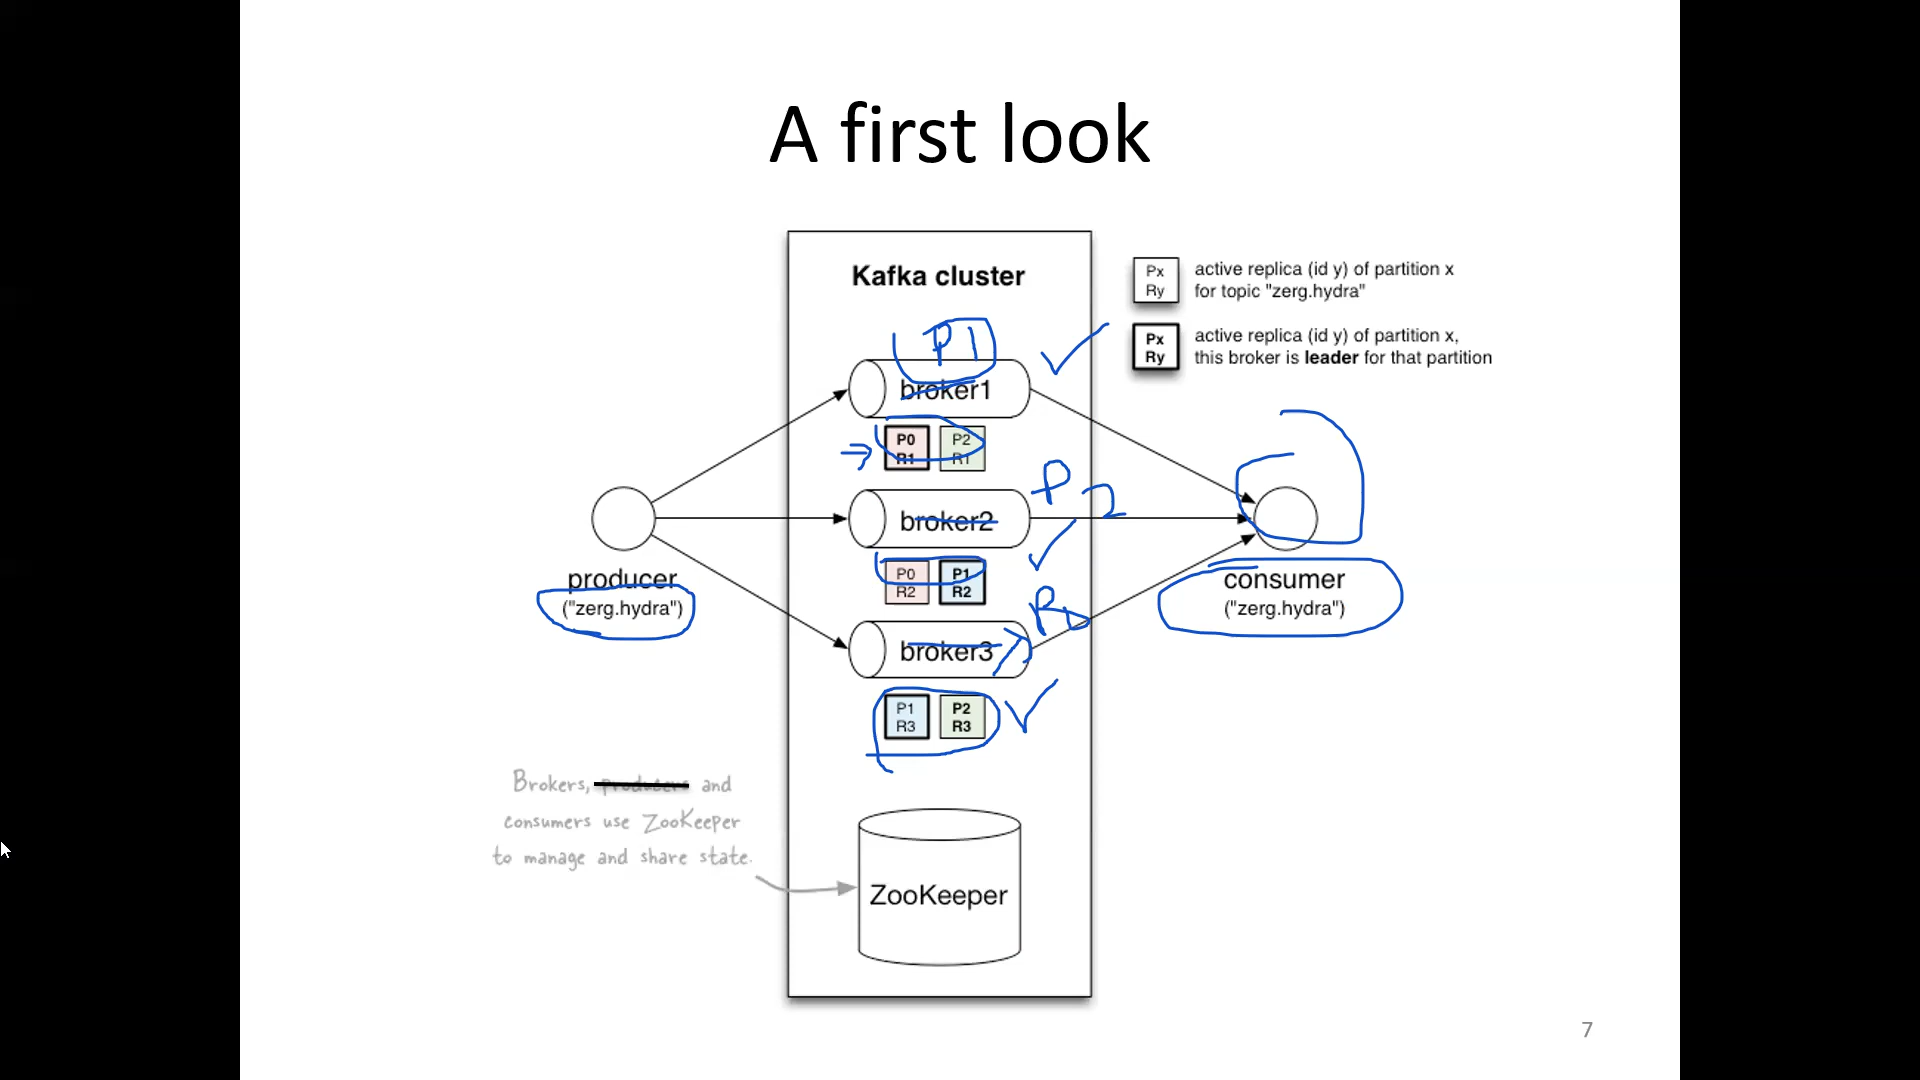 A first look
Kafka cluster
Px
Ry
active replica (id y) of partition x
for topic "zerg.hydra"
Px
Ry
active replica (id y) of partition x,
this broker is leader for that partition
P1
broker1
P0
R1
P2
R1
P2
broker2
P0
R2
P1
R2
broker3
P1
R3
P2
R3
producer
("zerg.hydra")
consumer
("zerg.hydra")
Brokers, producers and
consumers use ZooKeeper
to manage and share state.
ZooKeeper
7